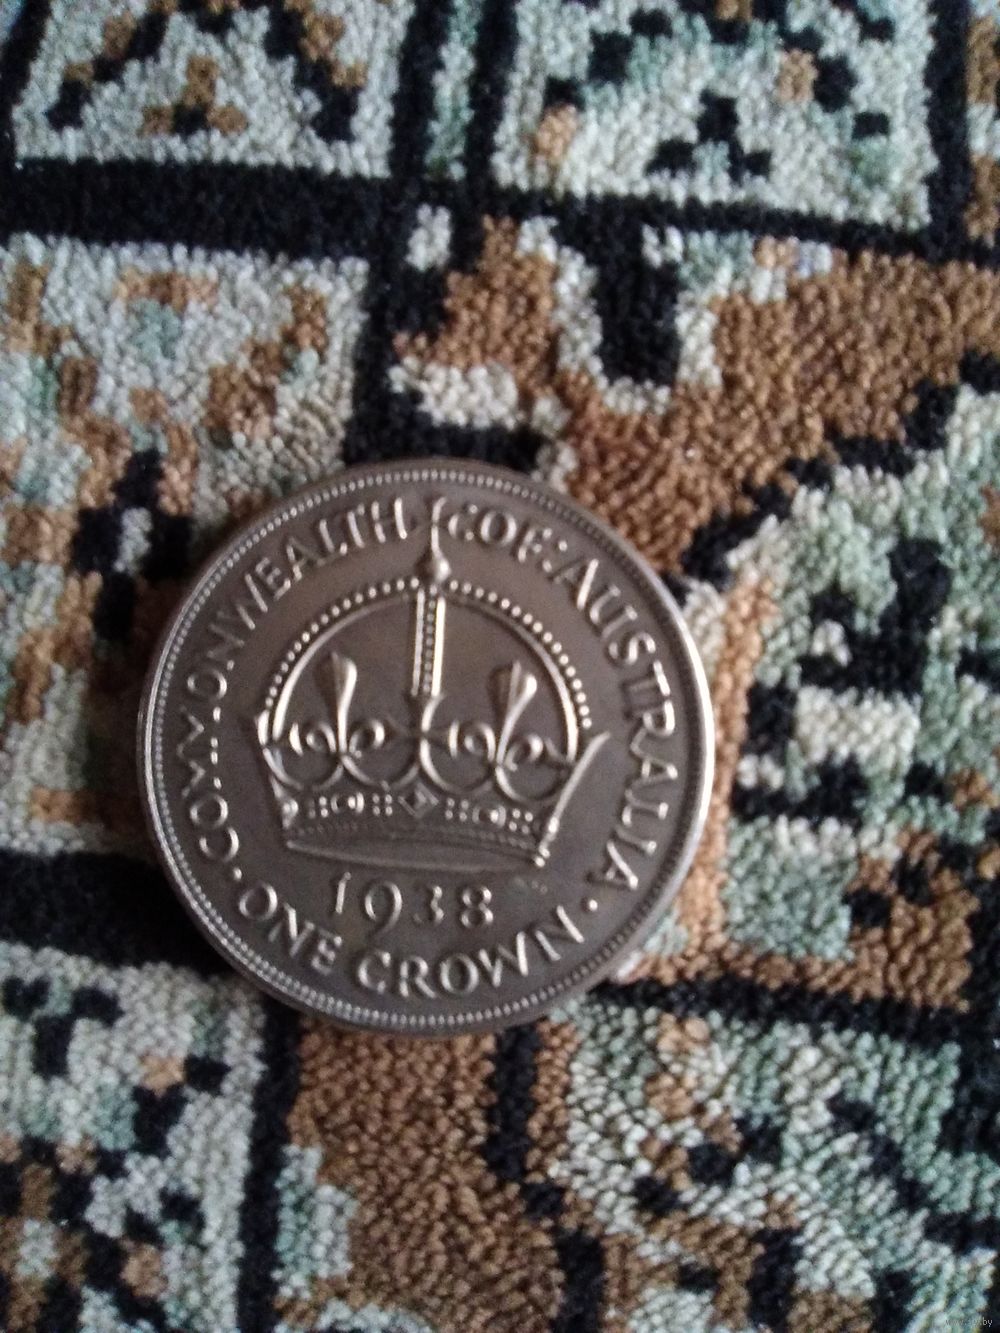 COMMONWEALTH OF: AUSTRALIA
1938
· ONE CROWN ·